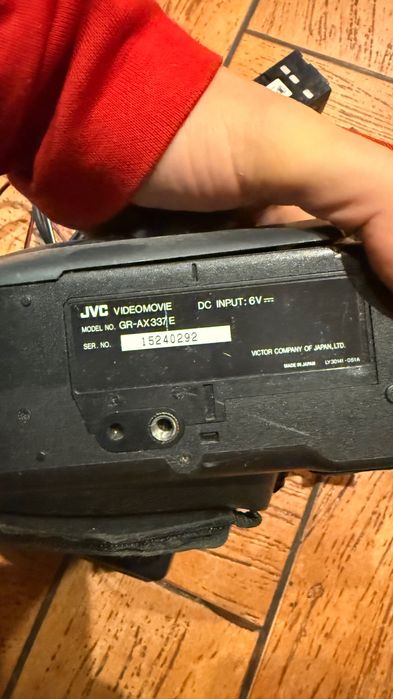 JVC VIDEOMOVIE DC INPUT: 6V⎓
MODEL NO. GR-AX337E
SER. NO. 15240292
VICTOR COMPANY OF JAPAN, LTD.
MADE IN JAPAN LY30141-051A